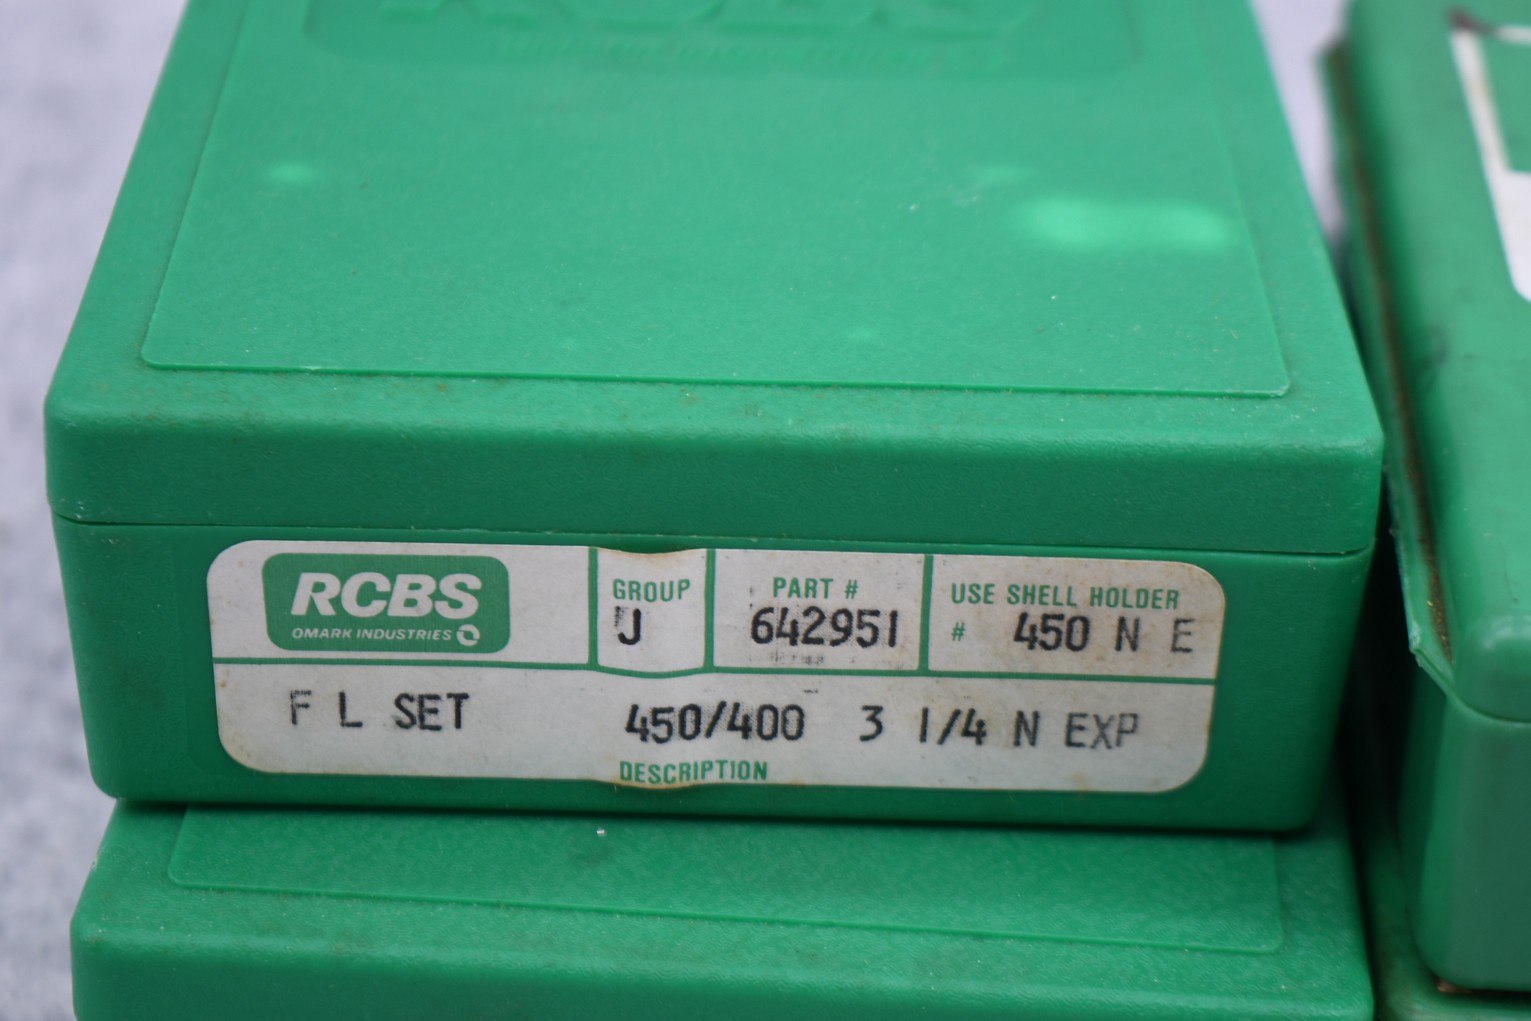 RCBS
OMARK INDUSTRIES
GROUP
J
PART #
642951
USE SHELL HOLDER
# 450 N E
F L SET 450/400 3 1/4 N EXP
DESCRIPTION